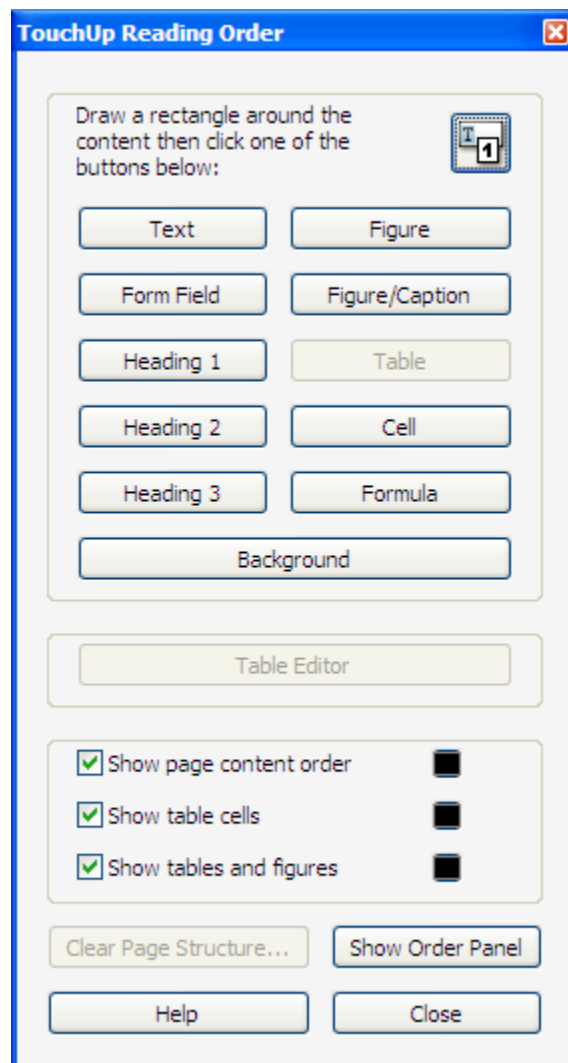 TouchUp Reading Order
Draw a rectangle around the
content then click one of the
buttons below:
T
1
Text
Figure
Form Field
Figure/Caption
Heading 1
Table
Heading 2
Cell
Heading 3
Formula
Background
Table Editor
Show page content order
Show table cells
Show tables and figures
Clear Page Structure...
Show Order Panel
Help
Close